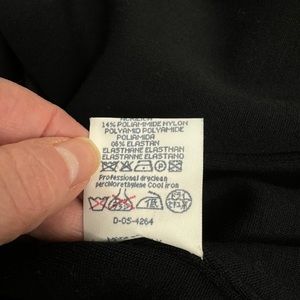 14% POLIAMMIDE NYLON
POLYAMID POLYAMIDE
POLIAMIDA
06% ELASTAN
ELASTHANE ELASTHAN
ELASTANNE ELASTANO
Professional dryclean
perchlorethylene Cool iron
D-05-4264